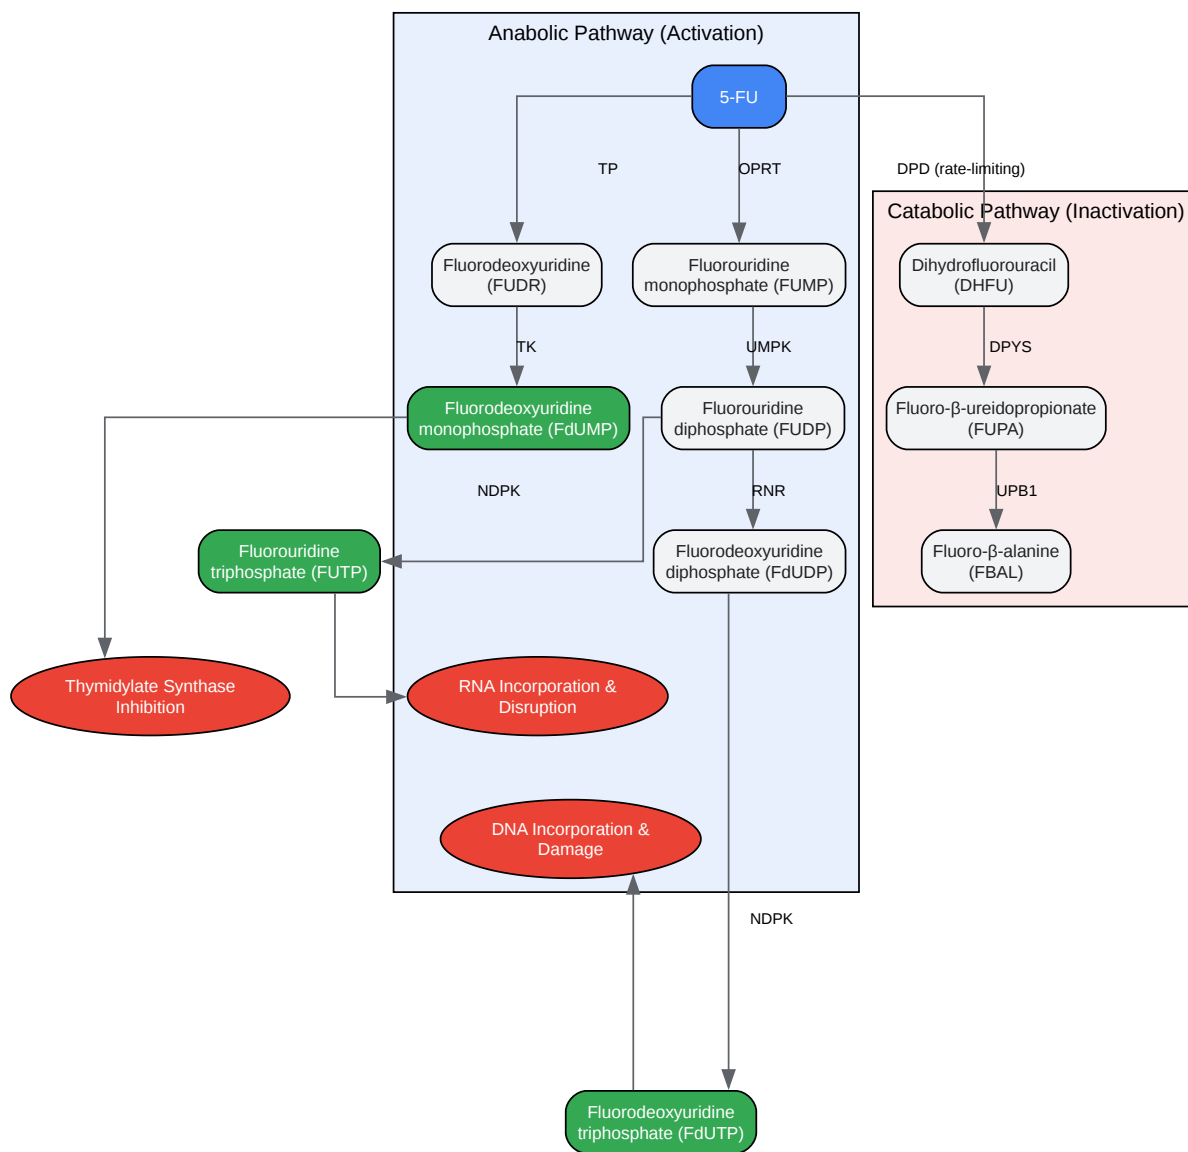 Anabolic Pathway (Activation)
5-FU
TP
OPRT
DPD (rate-limiting)
Catabolic Pathway (Inactivation)
Fluorodeoxyuridine
(FUDR)
Fluorouridine
monophosphate (FUMP)
Dihydrofluorouracil
(DHFU)
TK
UMPK
DPYS
Fluorodeoxyuridine
monophosphate (FdUMP)
Fluorouridine
diphosphate (FUDP)
Fluoro-β-ureidopropionate
(FUPA)
NDPK
RNR
UPB1
Fluorouridine
triphosphate (FUTP)
Fluorodeoxyuridine
diphosphate (FdUDP)
Fluoro-β-alanine
(FBAL)
Thymidylate Synthase
Inhibition
RNA Incorporation &
Disruption
DNA Incorporation &
Damage
NDPK
Fluorodeoxyuridine
triphosphate (FdUTP)